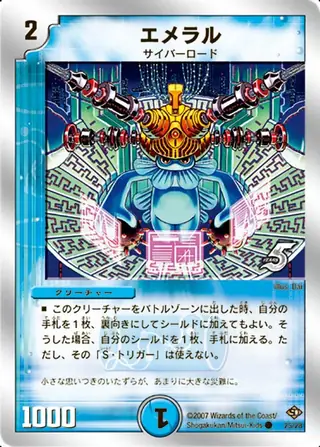 2
エメラル
サイバーロード
クリーチャー
■ このクリーチャーをバトルゾーンに出した時、自分の
手札を1枚、裏向きにしてシールドに加えてもよい。そ
うした場合、自分のシールドを1枚、手札に加える。た
だし、その「S・トリガー」は使えない。
小さな思いつきのいたずらが、あまりに大きな災難に。
1000
©2007 Wizards of the Coast/
Shogakukan/Mitsui-Kids